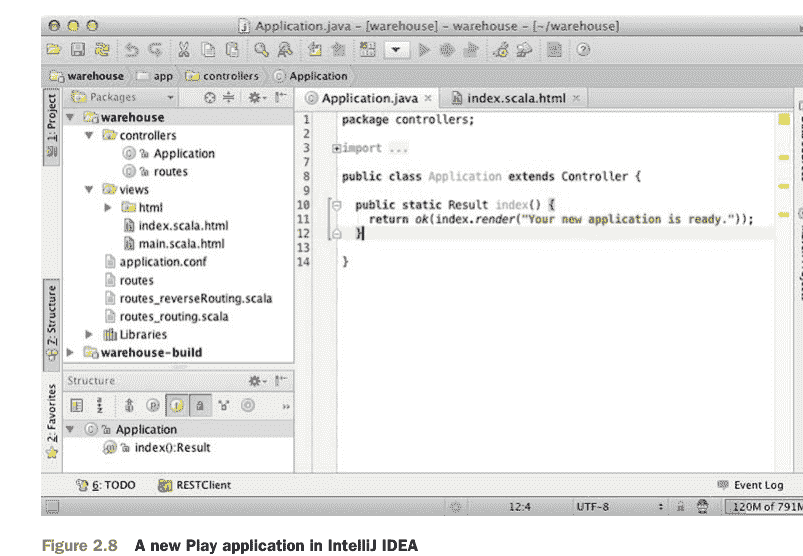 Application.java - [warehouse] - warehouse - [~/warehouse]
warehouse app controllers Application
1: Project
Z: Structure
2: Favorites
Packages
warehouse
controllers
Application
routes
views
html
index.scala.html
main.scala.html
application.conf
routes
routes_reverseRouting.scala
routes_routing.scala
Libraries
warehouse-build
Structure
Application
index():Result
Application.java × index.scala.html ×
1 package controllers;
2
3 import ...
7
8 public class Application extends Controller {
9
10 public static Result index() {
11 return ok(index.render("Your new application is ready."));
12 }
13
14 }
6: TODO RESTClient Event Log
12:4 UTF-8 120M of 791M
Figure 2.8 A new Play application in IntelliJ IDEA